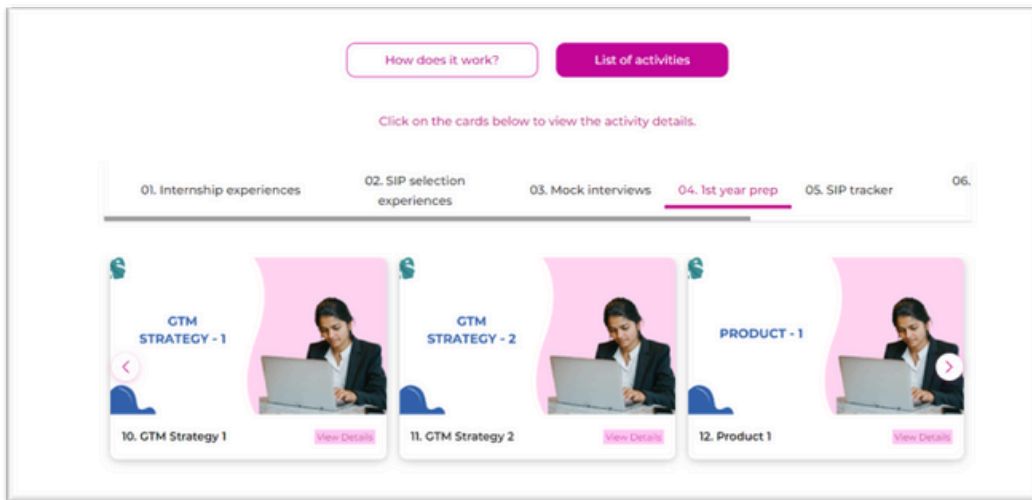 How does it work?
List of activities
Click on the cards below to view the activity details.
01. Internship experiences
02. SIP selection
experiences
03. Mock interviews
04. 1st year prep
05. SIP tracker
06.
GTM
STRATEGY - 1
GTM
STRATEGY - 2
PRODUCT - 1
10. GTM Strategy 1
View Details
11. GTM Strategy 2
View Details
12. Product 1
View Details